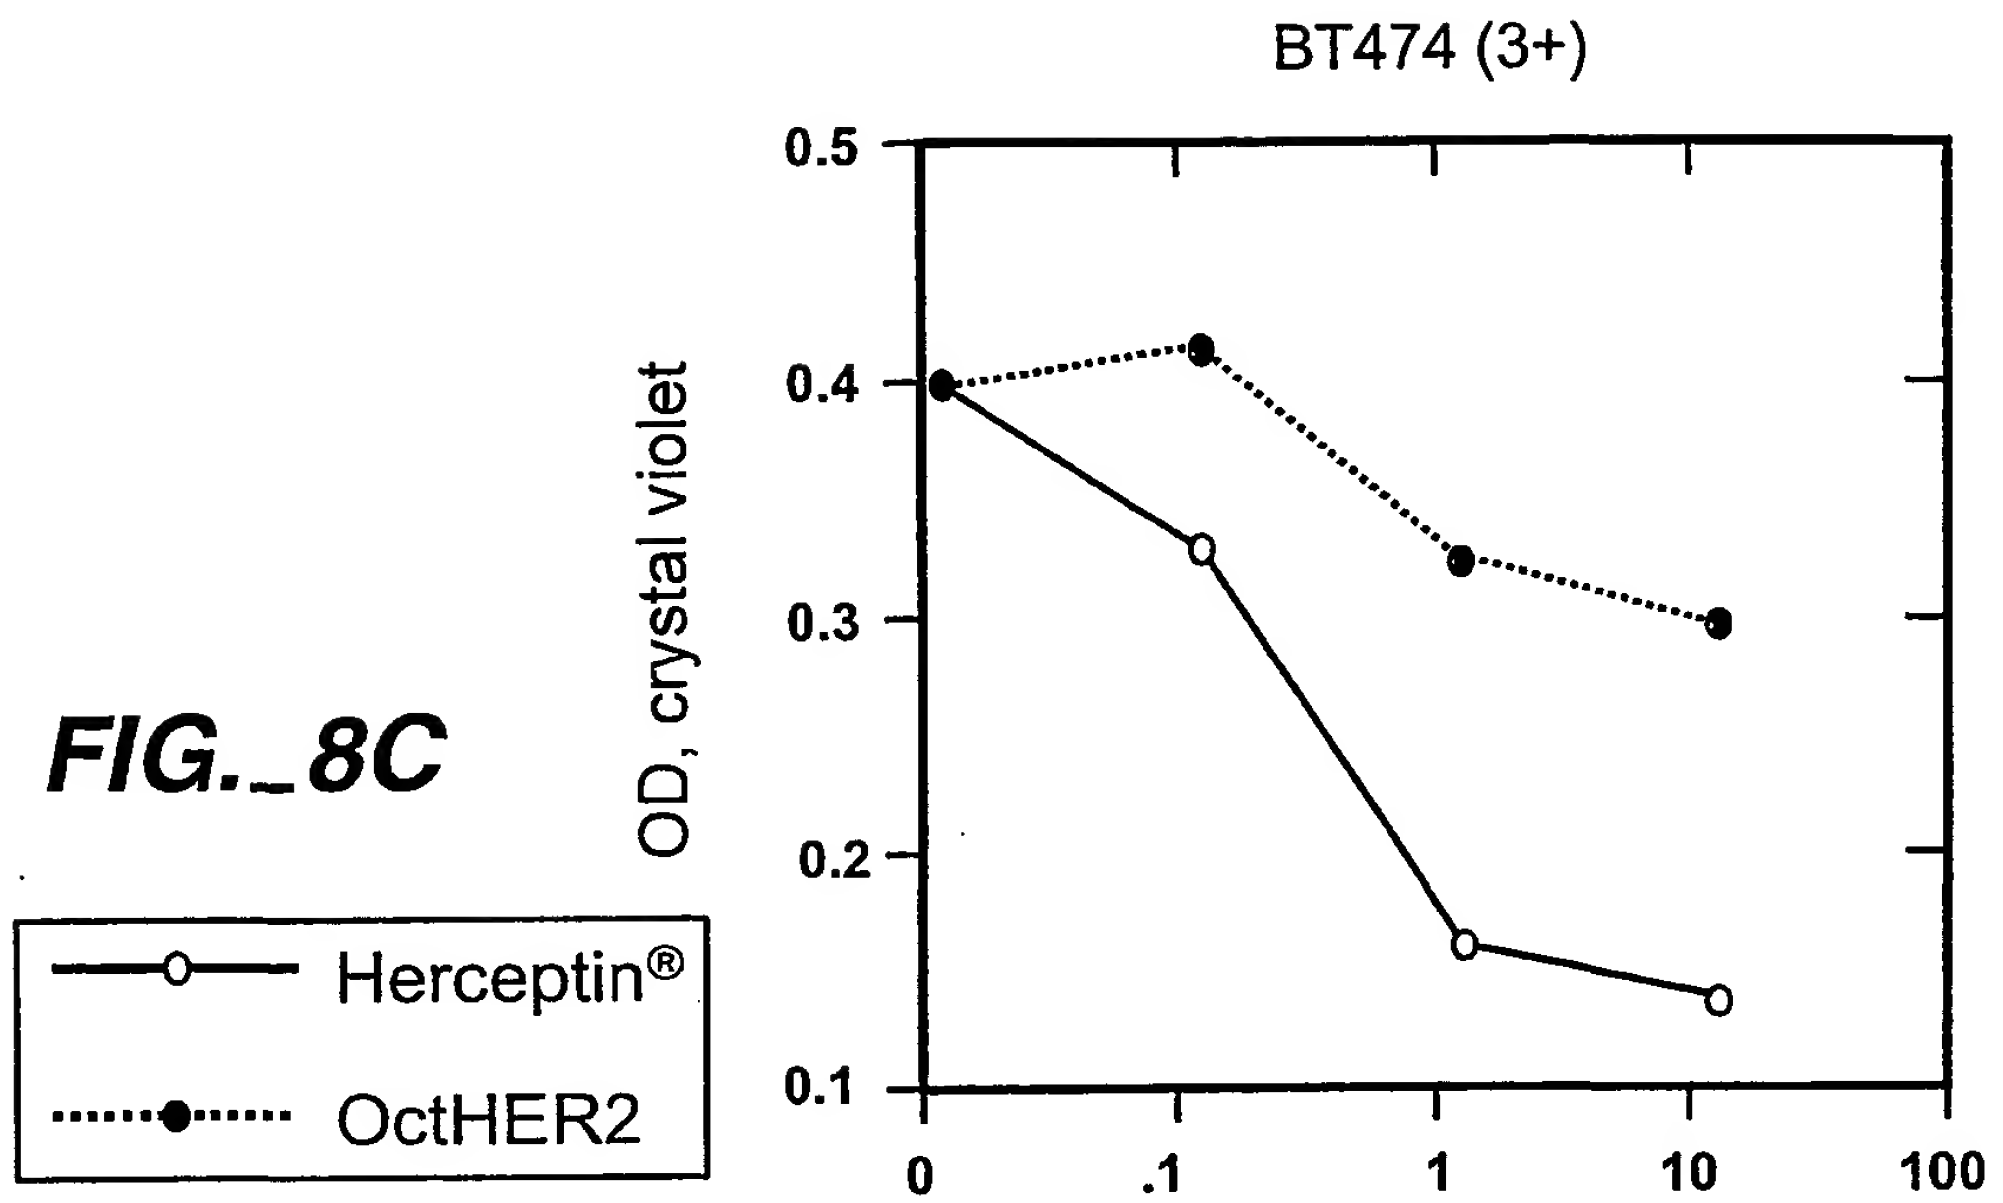 BT474 (3+)
0.5
0.4
0.3
0.2
0.1
OD, crystal violet
0 .1 1 10 100
FIG._8C
Herceptin®
OctHER2